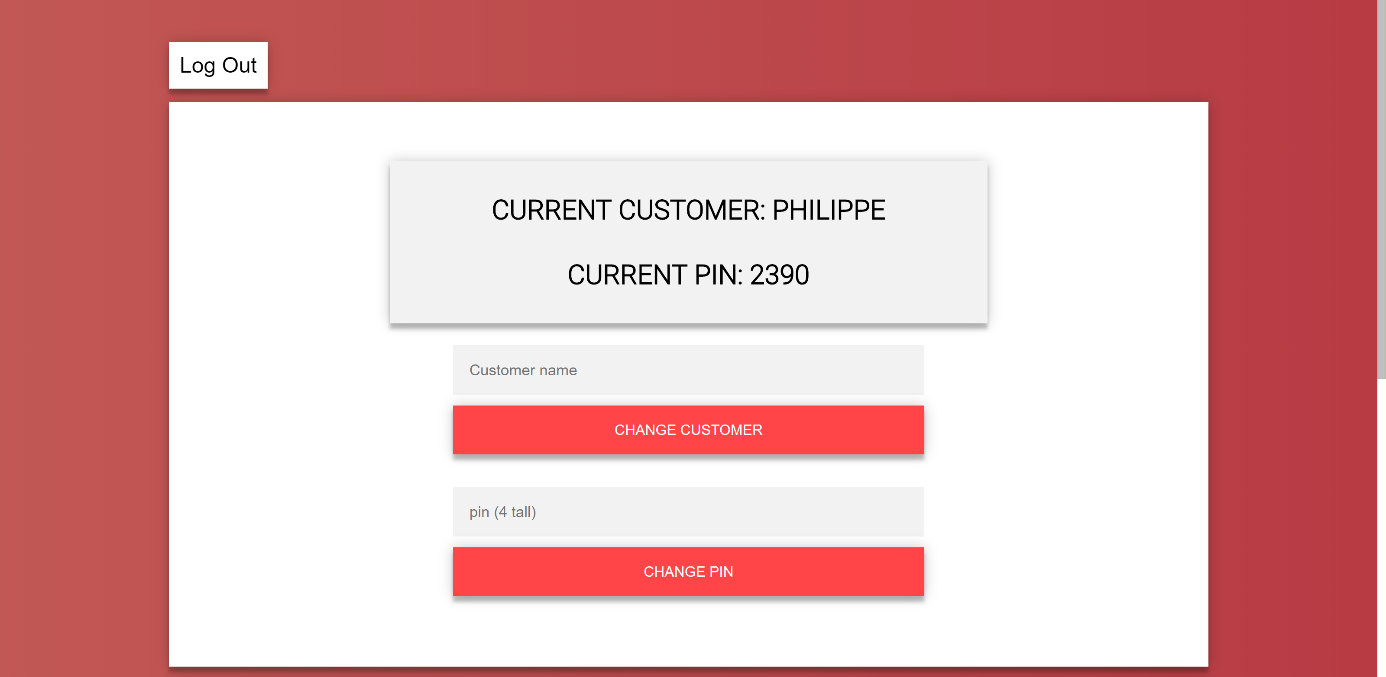 Log Out
CURRENT CUSTOMER: PHILIPPE
CURRENT PIN: 2390
Customer name
CHANGE CUSTOMER
pin (4 tall)
CHANGE PIN